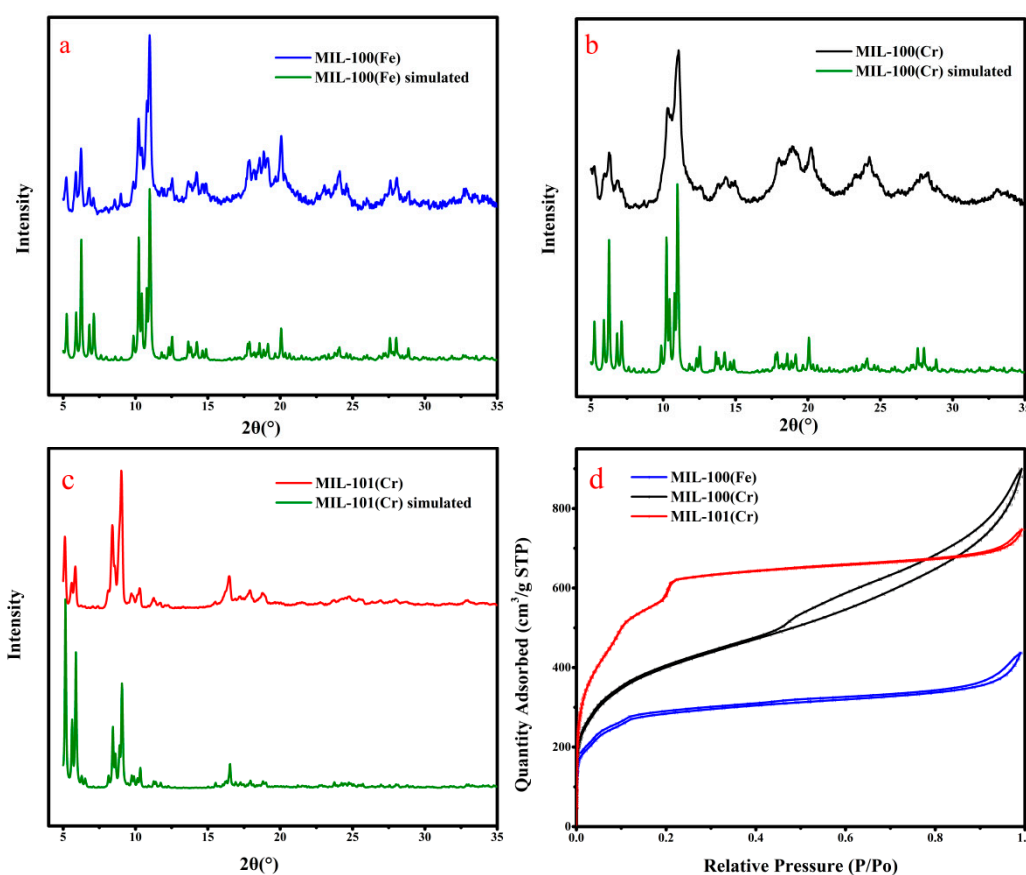 a
MIL-100(Fe)
MIL-100(Fe) simulated
Intensity
5 10 15 20 25 30 35
2θ(°)
b
MIL-100(Cr)
MIL-100(Cr) simulated
Intensity
5 10 15 20 25 30 35
2θ(°)
c
MIL-101(Cr)
MIL-101(Cr) simulated
Intensity
5 10 15 20 25 30 35
2θ(°)
d
MIL-100(Fe)
MIL-100(Cr)
MIL-101(Cr)
Quantity Adsorbed (cm³/g STP)
800
600
400
200
0
0.0 0.2 0.4 0.6 0.8 1.
Relative Pressure (P/Po)